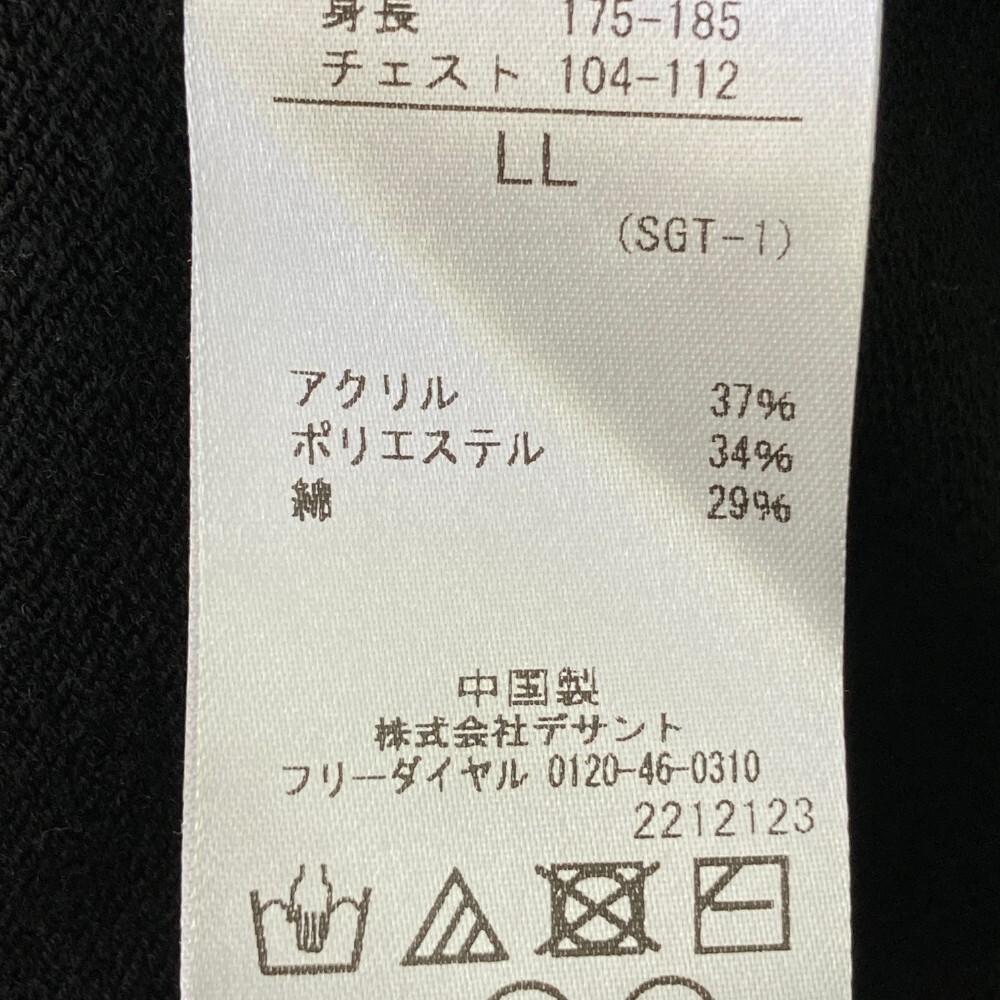 身長 175-185
チェスト 104-112
LL
(SGT-1)
アクリル 37%
ポリエステル 34%
綿 29%
中国製
株式会社デサント
フリーダイヤル 0120-46-0310
2212123